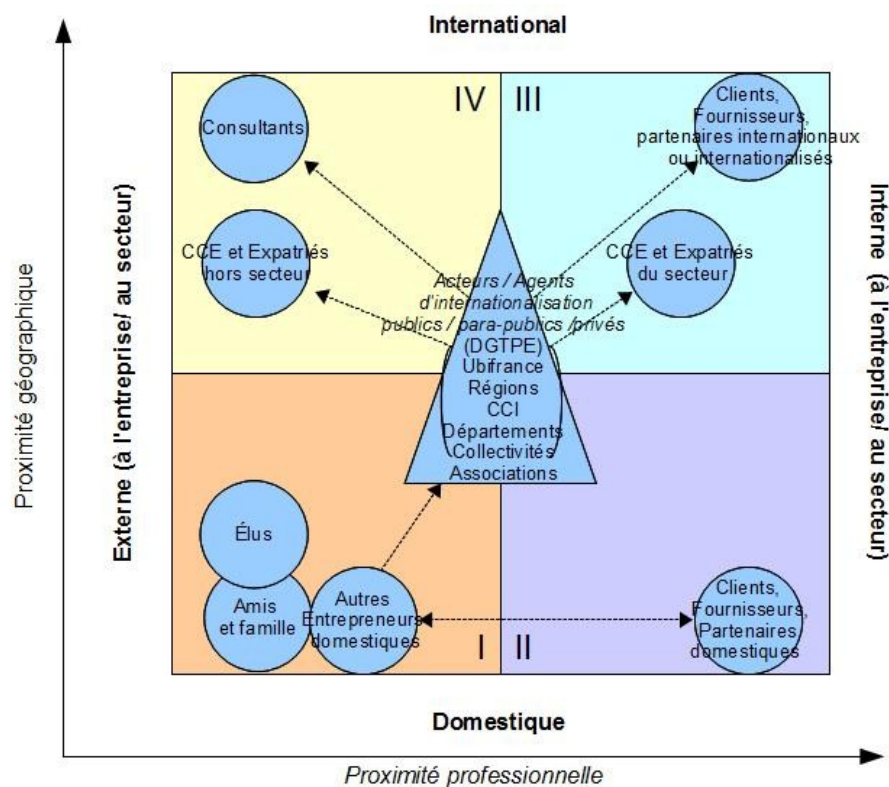 International
IV
III
Consultants
Clients,
Fournisseurs,
partenaires internationaux
ou internationalisés
CCE et Expatriés
hors secteur
CCE et Expatriés
du secteur
Acteurs / Agents
d'internationalisation
publics / para-publics /privés
(DGTPE)
Ubifrance
Régions
CCI
Départements
Collectivités
Associations
Proximité géographique
Externe (à l'entreprise/ au secteur)
Interne (à l'entreprise/ au secteur)
Élus
Amis
et famille
Autres
Entrepreneurs
domestiques
Clients,
Fournisseurs,
Partenaires
domestiques
I
II
Domestique
Proximité professionnelle